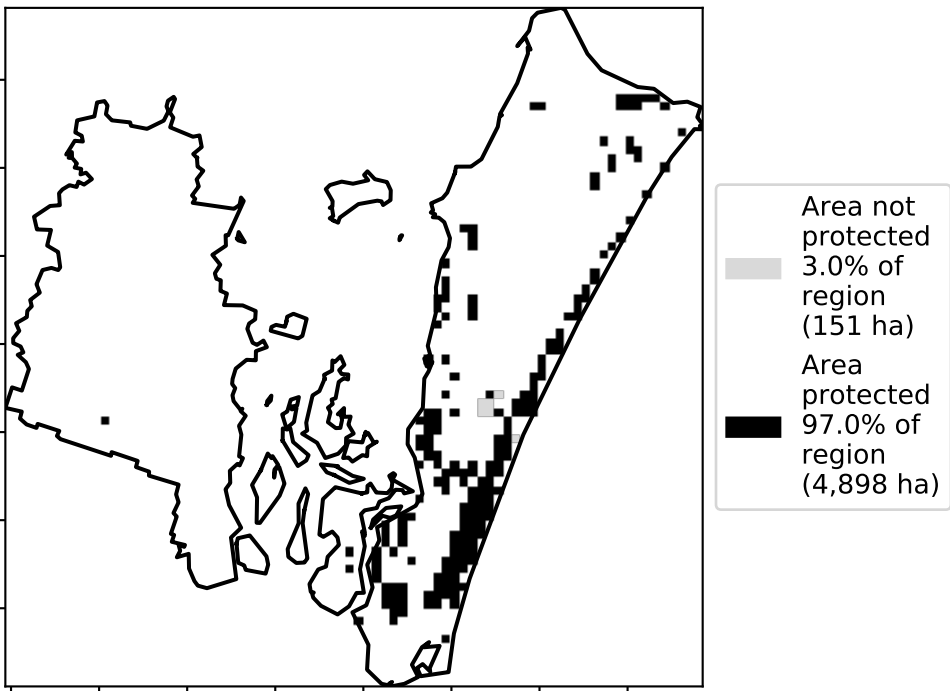 Area not
protected
3.0% of
region
(151 ha)
Area
protected
97.0% of
region
(4,898 ha)